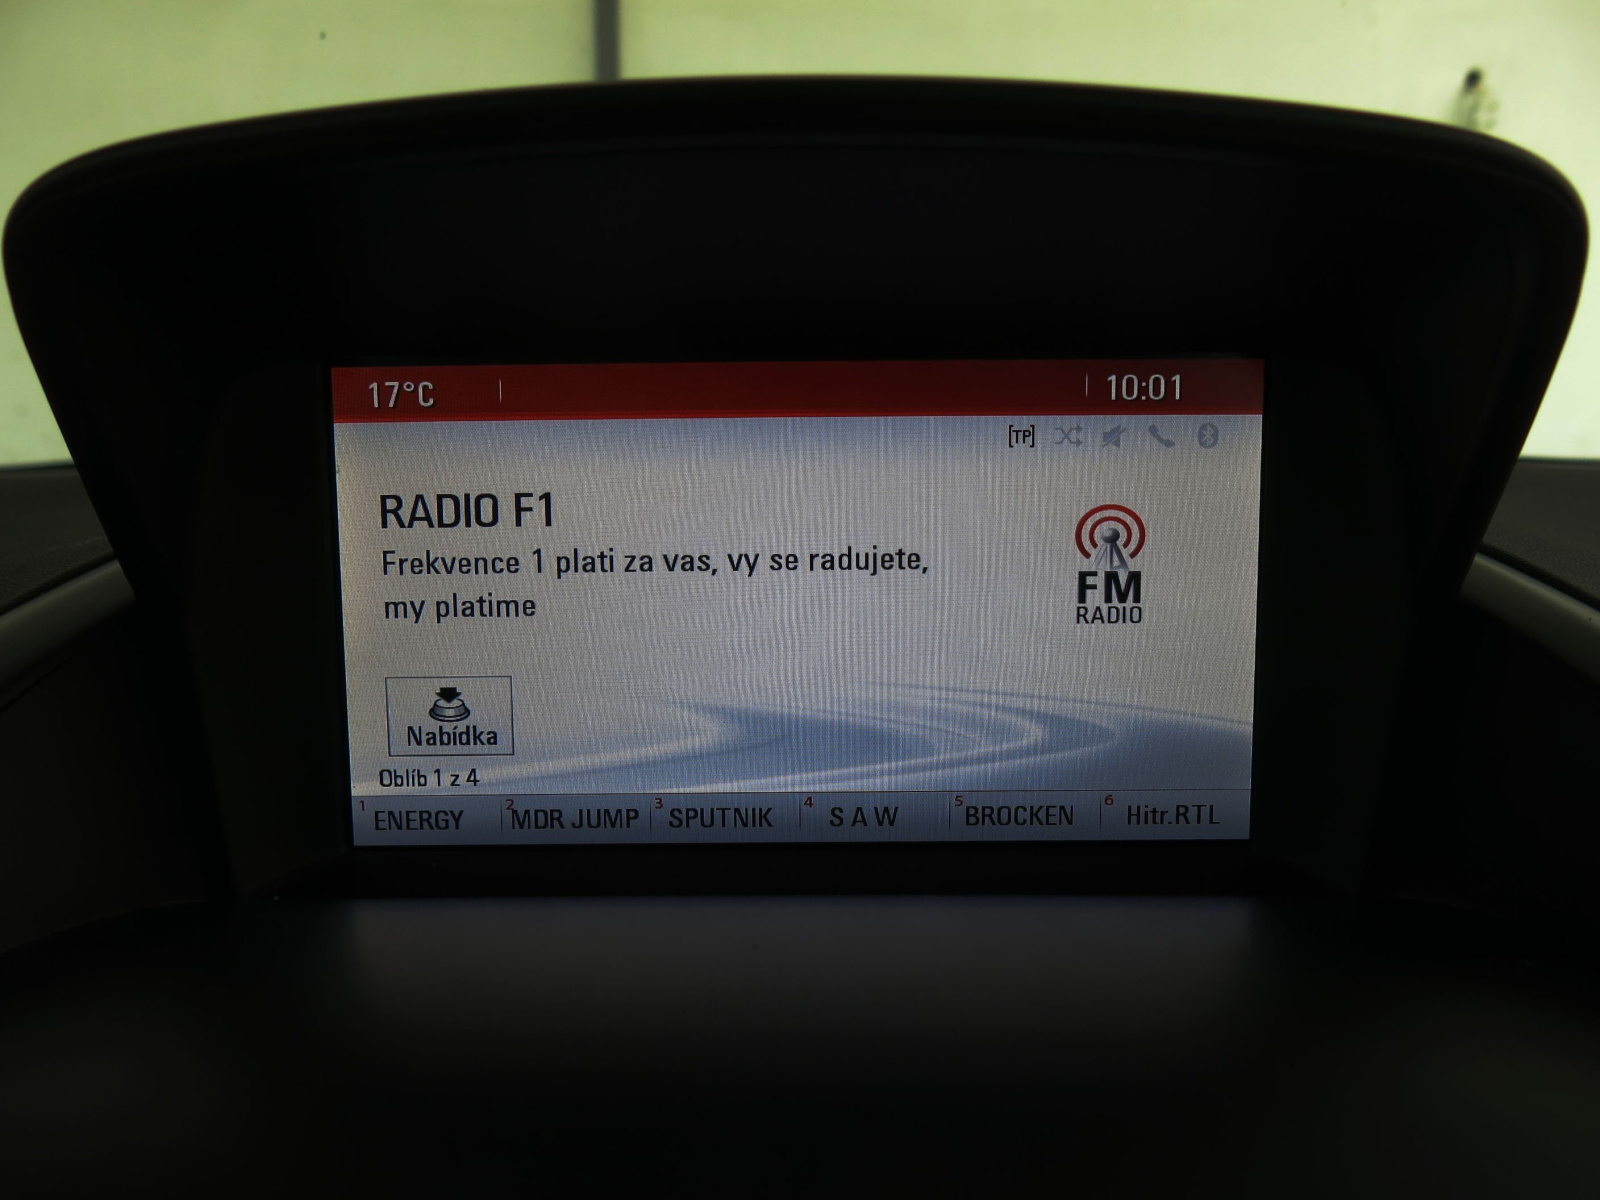 17°C 10:01
[TP]
RADIO F1
Frekvence 1 plati za vas, vy se radujete,
my platime
FM
RADIO
Nabídka
Oblíb 1 z 4
1 ENERGY 2 MDR JUMP 3 SPUTNIK 4 S A W 5 BROCKEN 6 Hitr.RTL